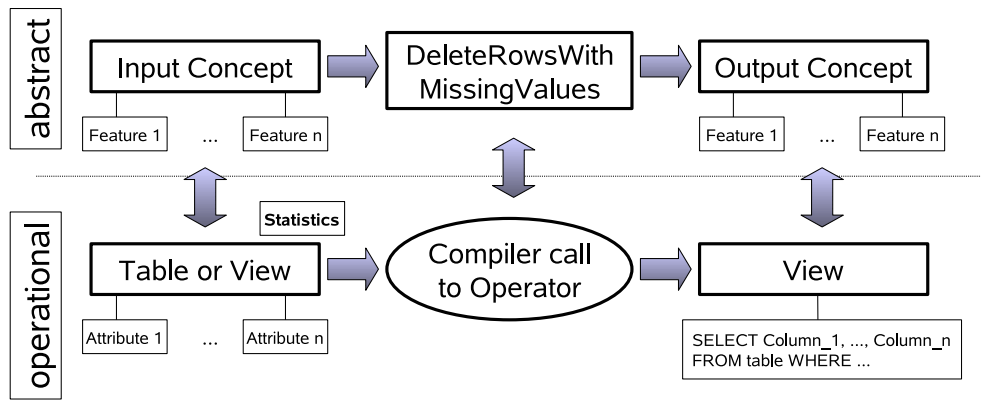 abstract
Input Concept
DeleteRowsWith
MissingValues
Output Concept
Feature 1
...
Feature n
Feature 1
...
Feature n
operational
Statistics
Table or View
Compiler call
to Operator
View
Attribute 1
...
Attribute n
SELECT Column_1, ..., Column_n
FROM table WHERE ...